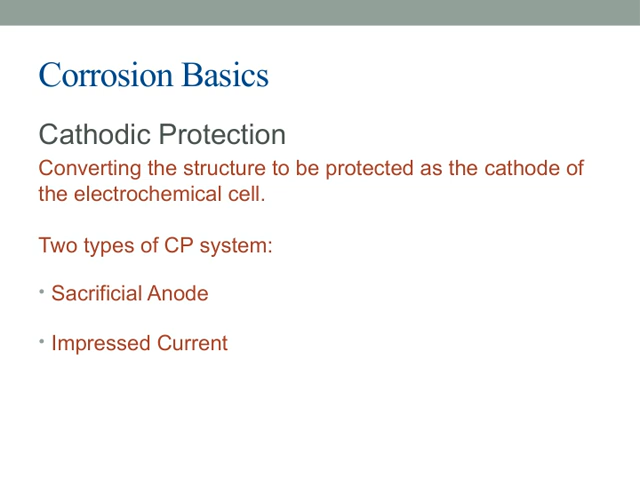 Corrosion Basics
Cathodic Protection
Converting the structure to be protected as the cathode of
the electrochemical cell.
Two types of CP system:
• Sacrificial Anode
• Impressed Current